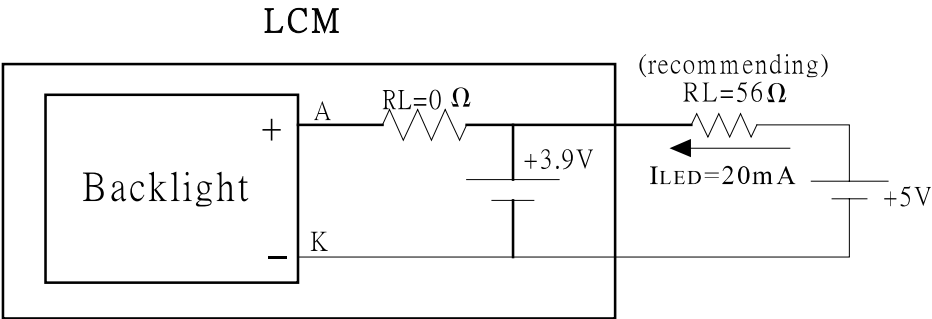 LCM
(recommending)
RL=56Ω
RL=0 Ω
A
+
+3.9V
ILED=20mA
Backlight
+5V
K
−